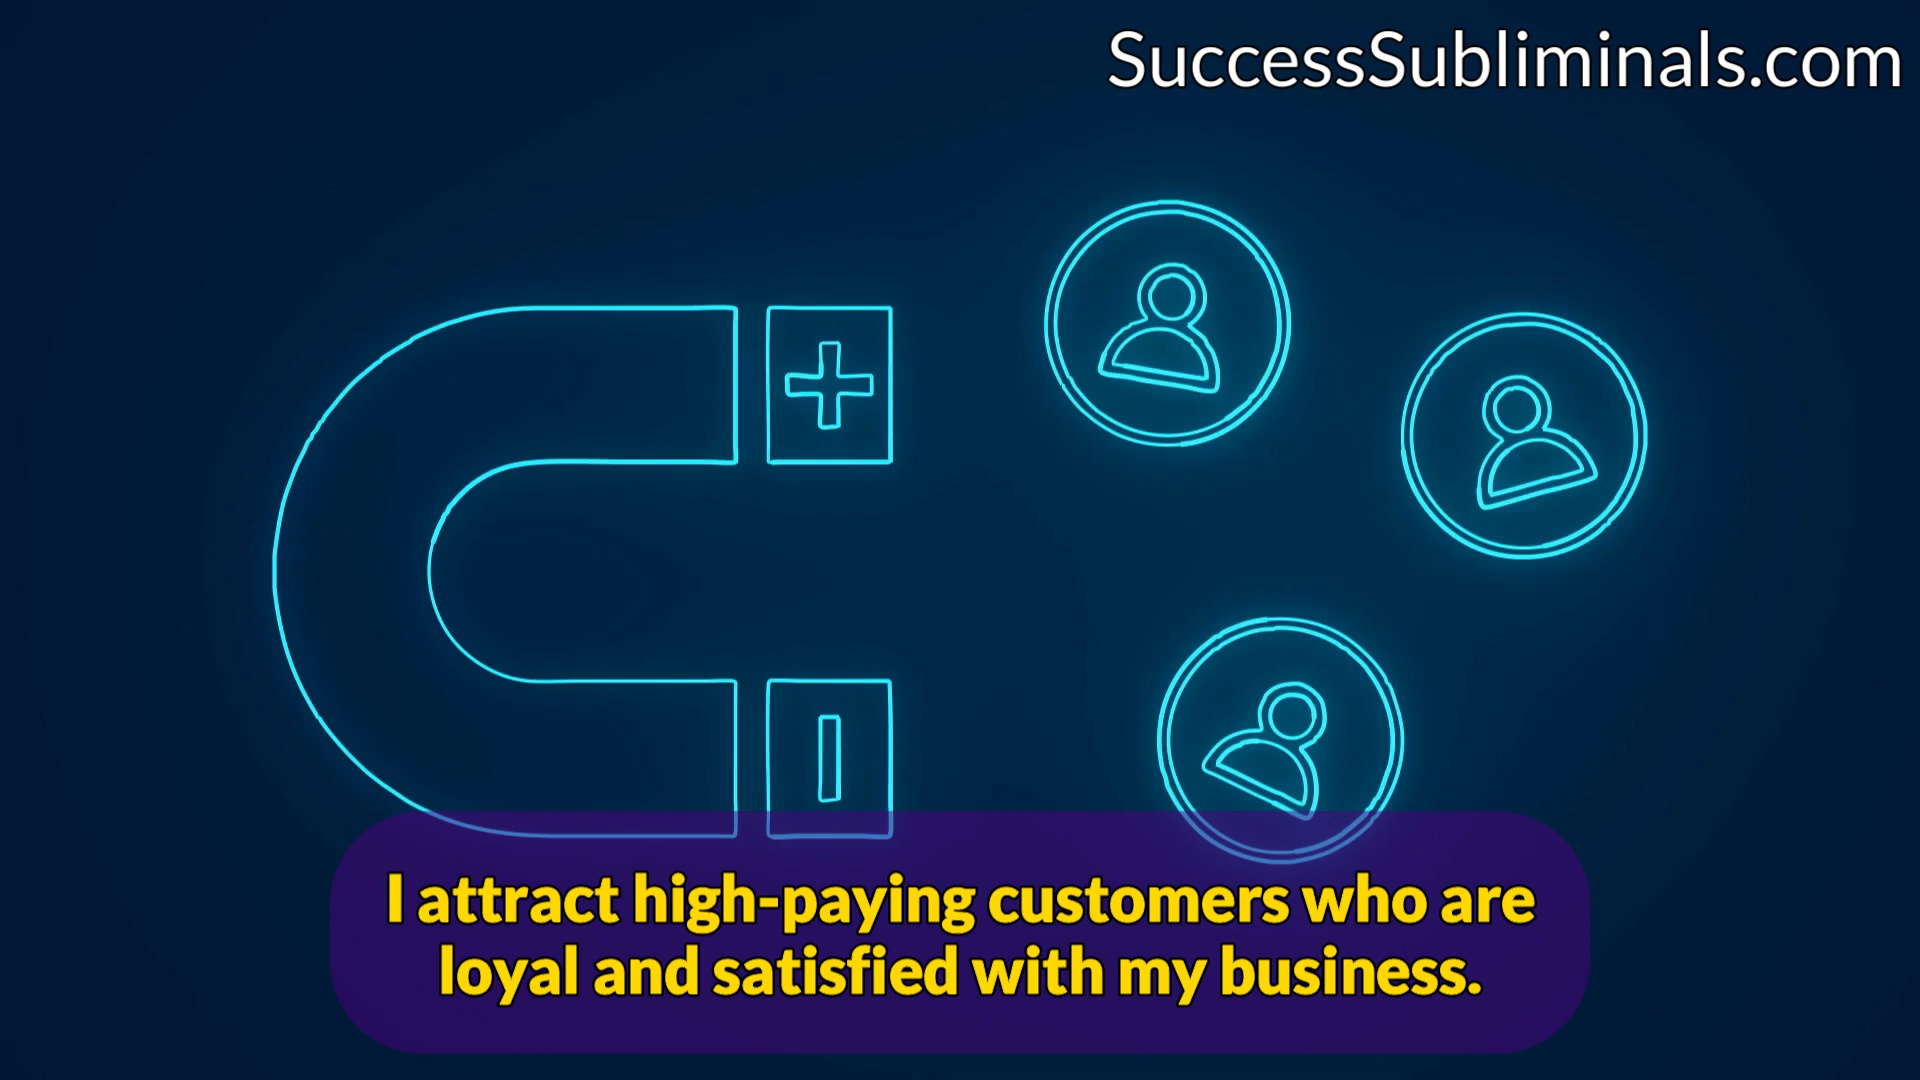 SuccessSubliminals.com
+
-
I attract high-paying customers who are
loyal and satisfied with my business.